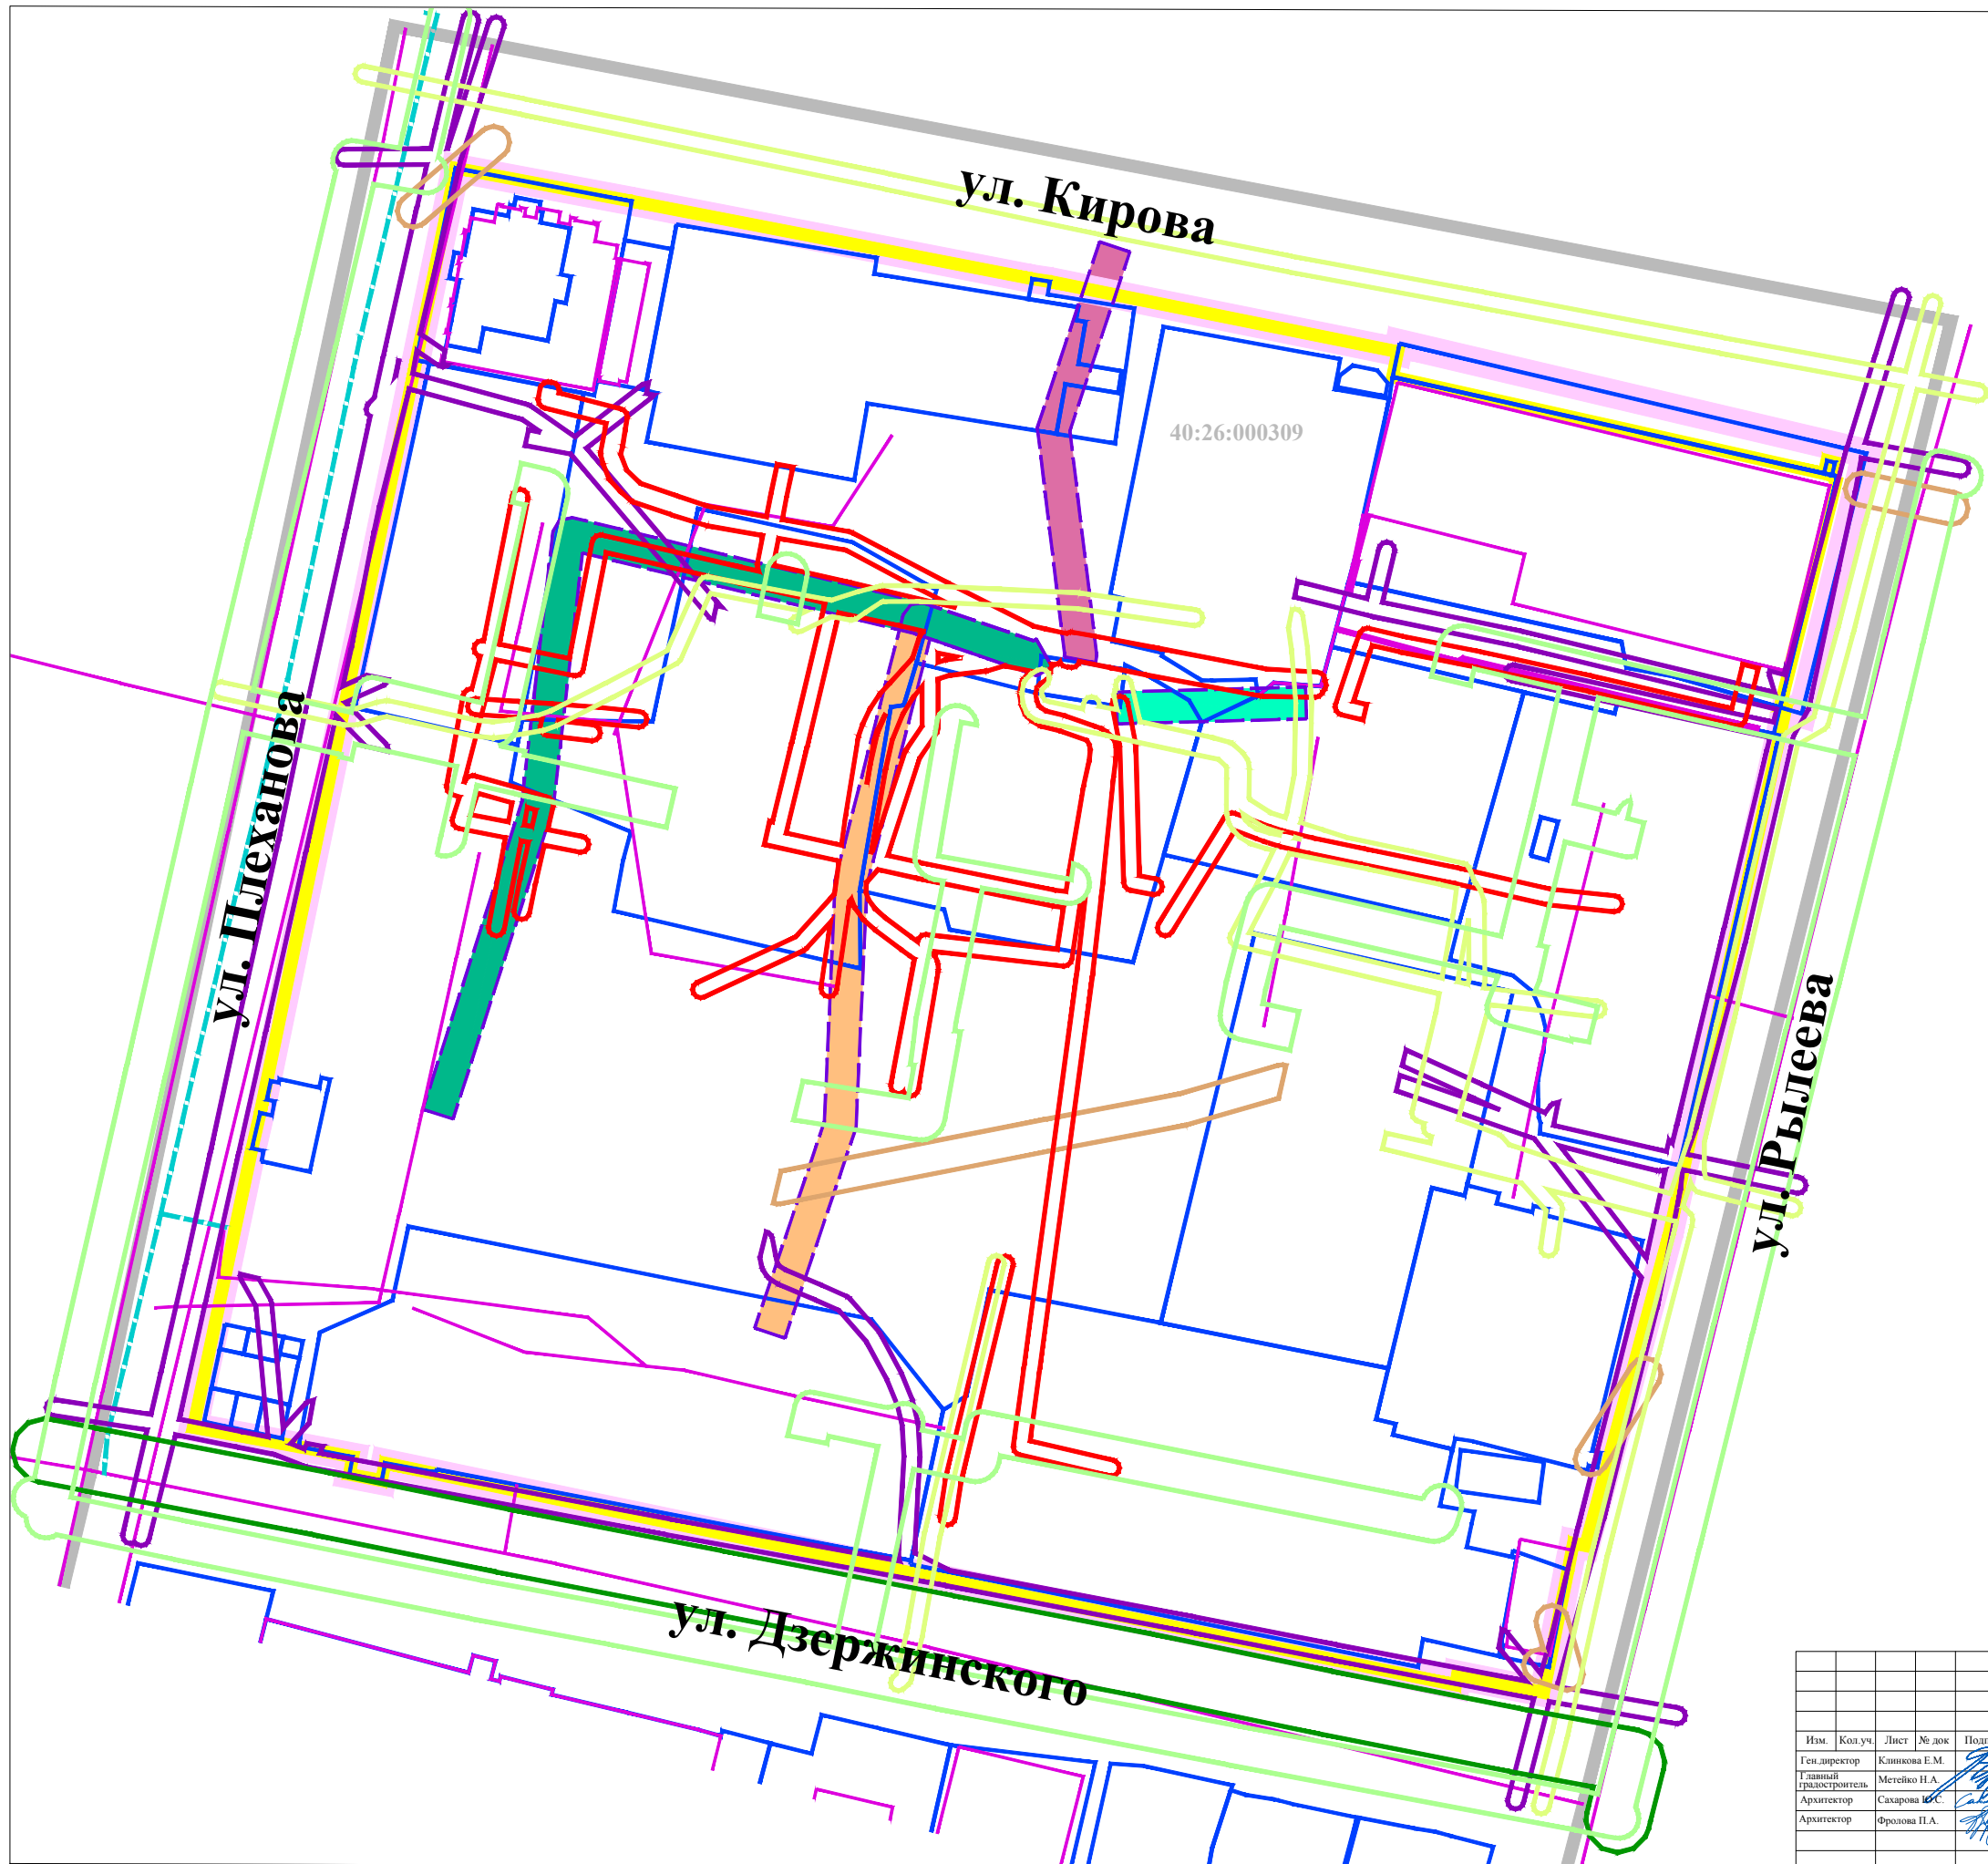 ул. Кирова
40:26:000309
ул. Плеханова
ул. Рылеева
ул. Дзержинского
Изм. Кол.уч. Лист № док
Ген.директор Клинкова Е.М.
Главный градостроитель Метейко Н.А.
Архитектор Сахарова Ю.С.
Архитектор Фролова П.А.